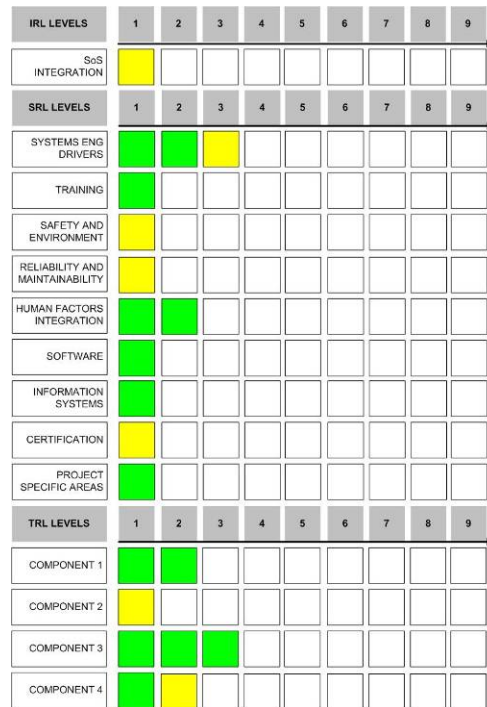 IRL LEVELS 1 2 3 4 5 6 7 8 9
SoS
INTEGRATION
SRL LEVELS 1 2 3 4 5 6 7 8 9
SYSTEMS ENG
DRIVERS
TRAINING
SAFETY AND
ENVIRONMENT
RELIABILITY AND
MAINTAINABILITY
HUMAN FACTORS
INTEGRATION
SOFTWARE
INFORMATION
SYSTEMS
CERTIFICATION
PROJECT
SPECIFIC AREAS
TRL LEVELS 1 2 3 4 5 6 7 8 9
COMPONENT 1
COMPONENT 2
COMPONENT 3
COMPONENT 4